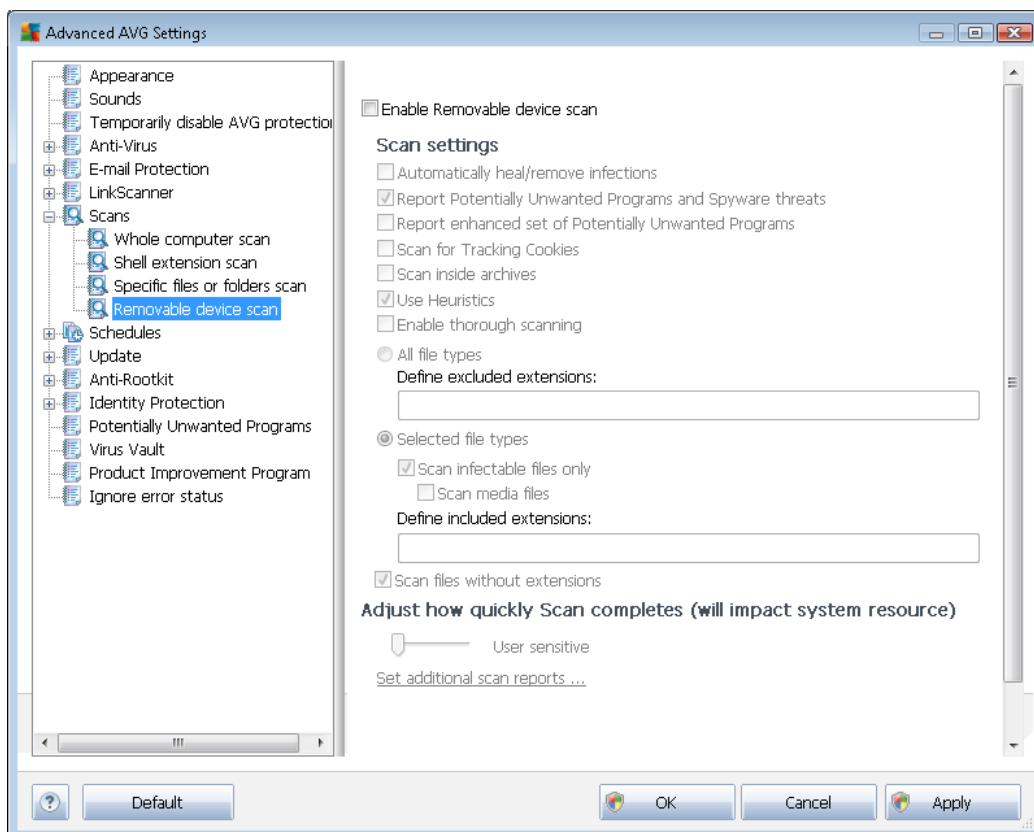 Advanced AVG Settings
Appearance
Sounds
Temporarily disable AVG protection
Anti-Virus
E-mail Protection
LinkScanner
Scans
Whole computer scan
Shell extension scan
Specific files or folders scan
Removable device scan
Schedules
Update
Anti-Rootkit
Identity Protection
Potentially Unwanted Programs
Virus Vault
Product Improvement Program
Ignore error status
Enable Removable device scan
Scan settings
Automatically heal/remove infections
Report Potentially Unwanted Programs and Spyware threats
Report enhanced set of Potentially Unwanted Programs
Scan for Tracking Cookies
Scan inside archives
Use Heuristics
Enable thorough scanning
All file types
Define excluded extensions:
Selected file types
Scan infectable files only
Scan media files
Define included extensions:
Scan files without extensions
Adjust how quickly Scan completes (will impact system resource)
User sensitive
Set additional scan reports ...
?
Default
OK
Cancel
Apply